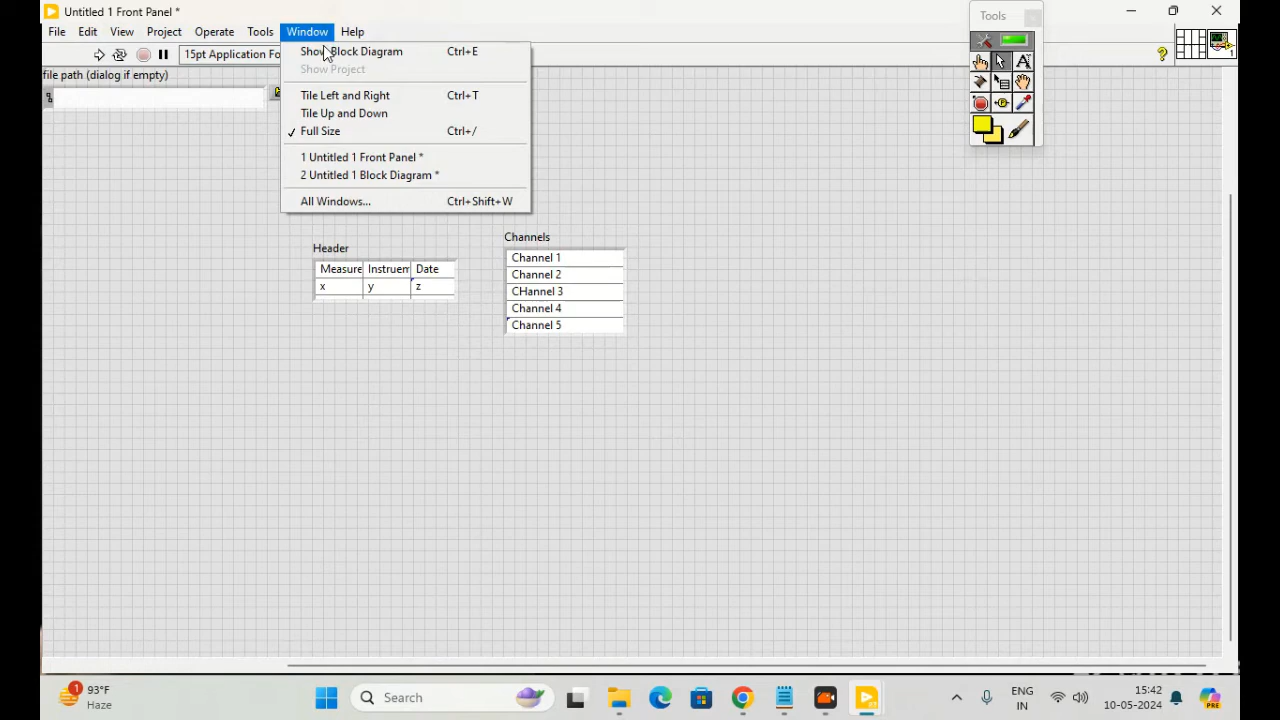 Untitled 1 Front Panel *
Tools
File Edit View Project Operate Tools Window Help
15pt Application Fo
Show Block Diagram Ctrl+E
Show Project
file path (dialog if empty)
Tile Left and Right Ctrl+T
Tile Up and Down
Full Size Ctrl+/
1 Untitled 1 Front Panel *
2 Untitled 1 Block Diagram *
All Windows... Ctrl+Shift+W
Header
Measure Instruem Date
x y z
Channels
Channel 1
Channel 2
CHannel 3
Channel 4
Channel 5
1
93°F
Haze
Search
ENG
IN
15:42
10-05-2024
PRE